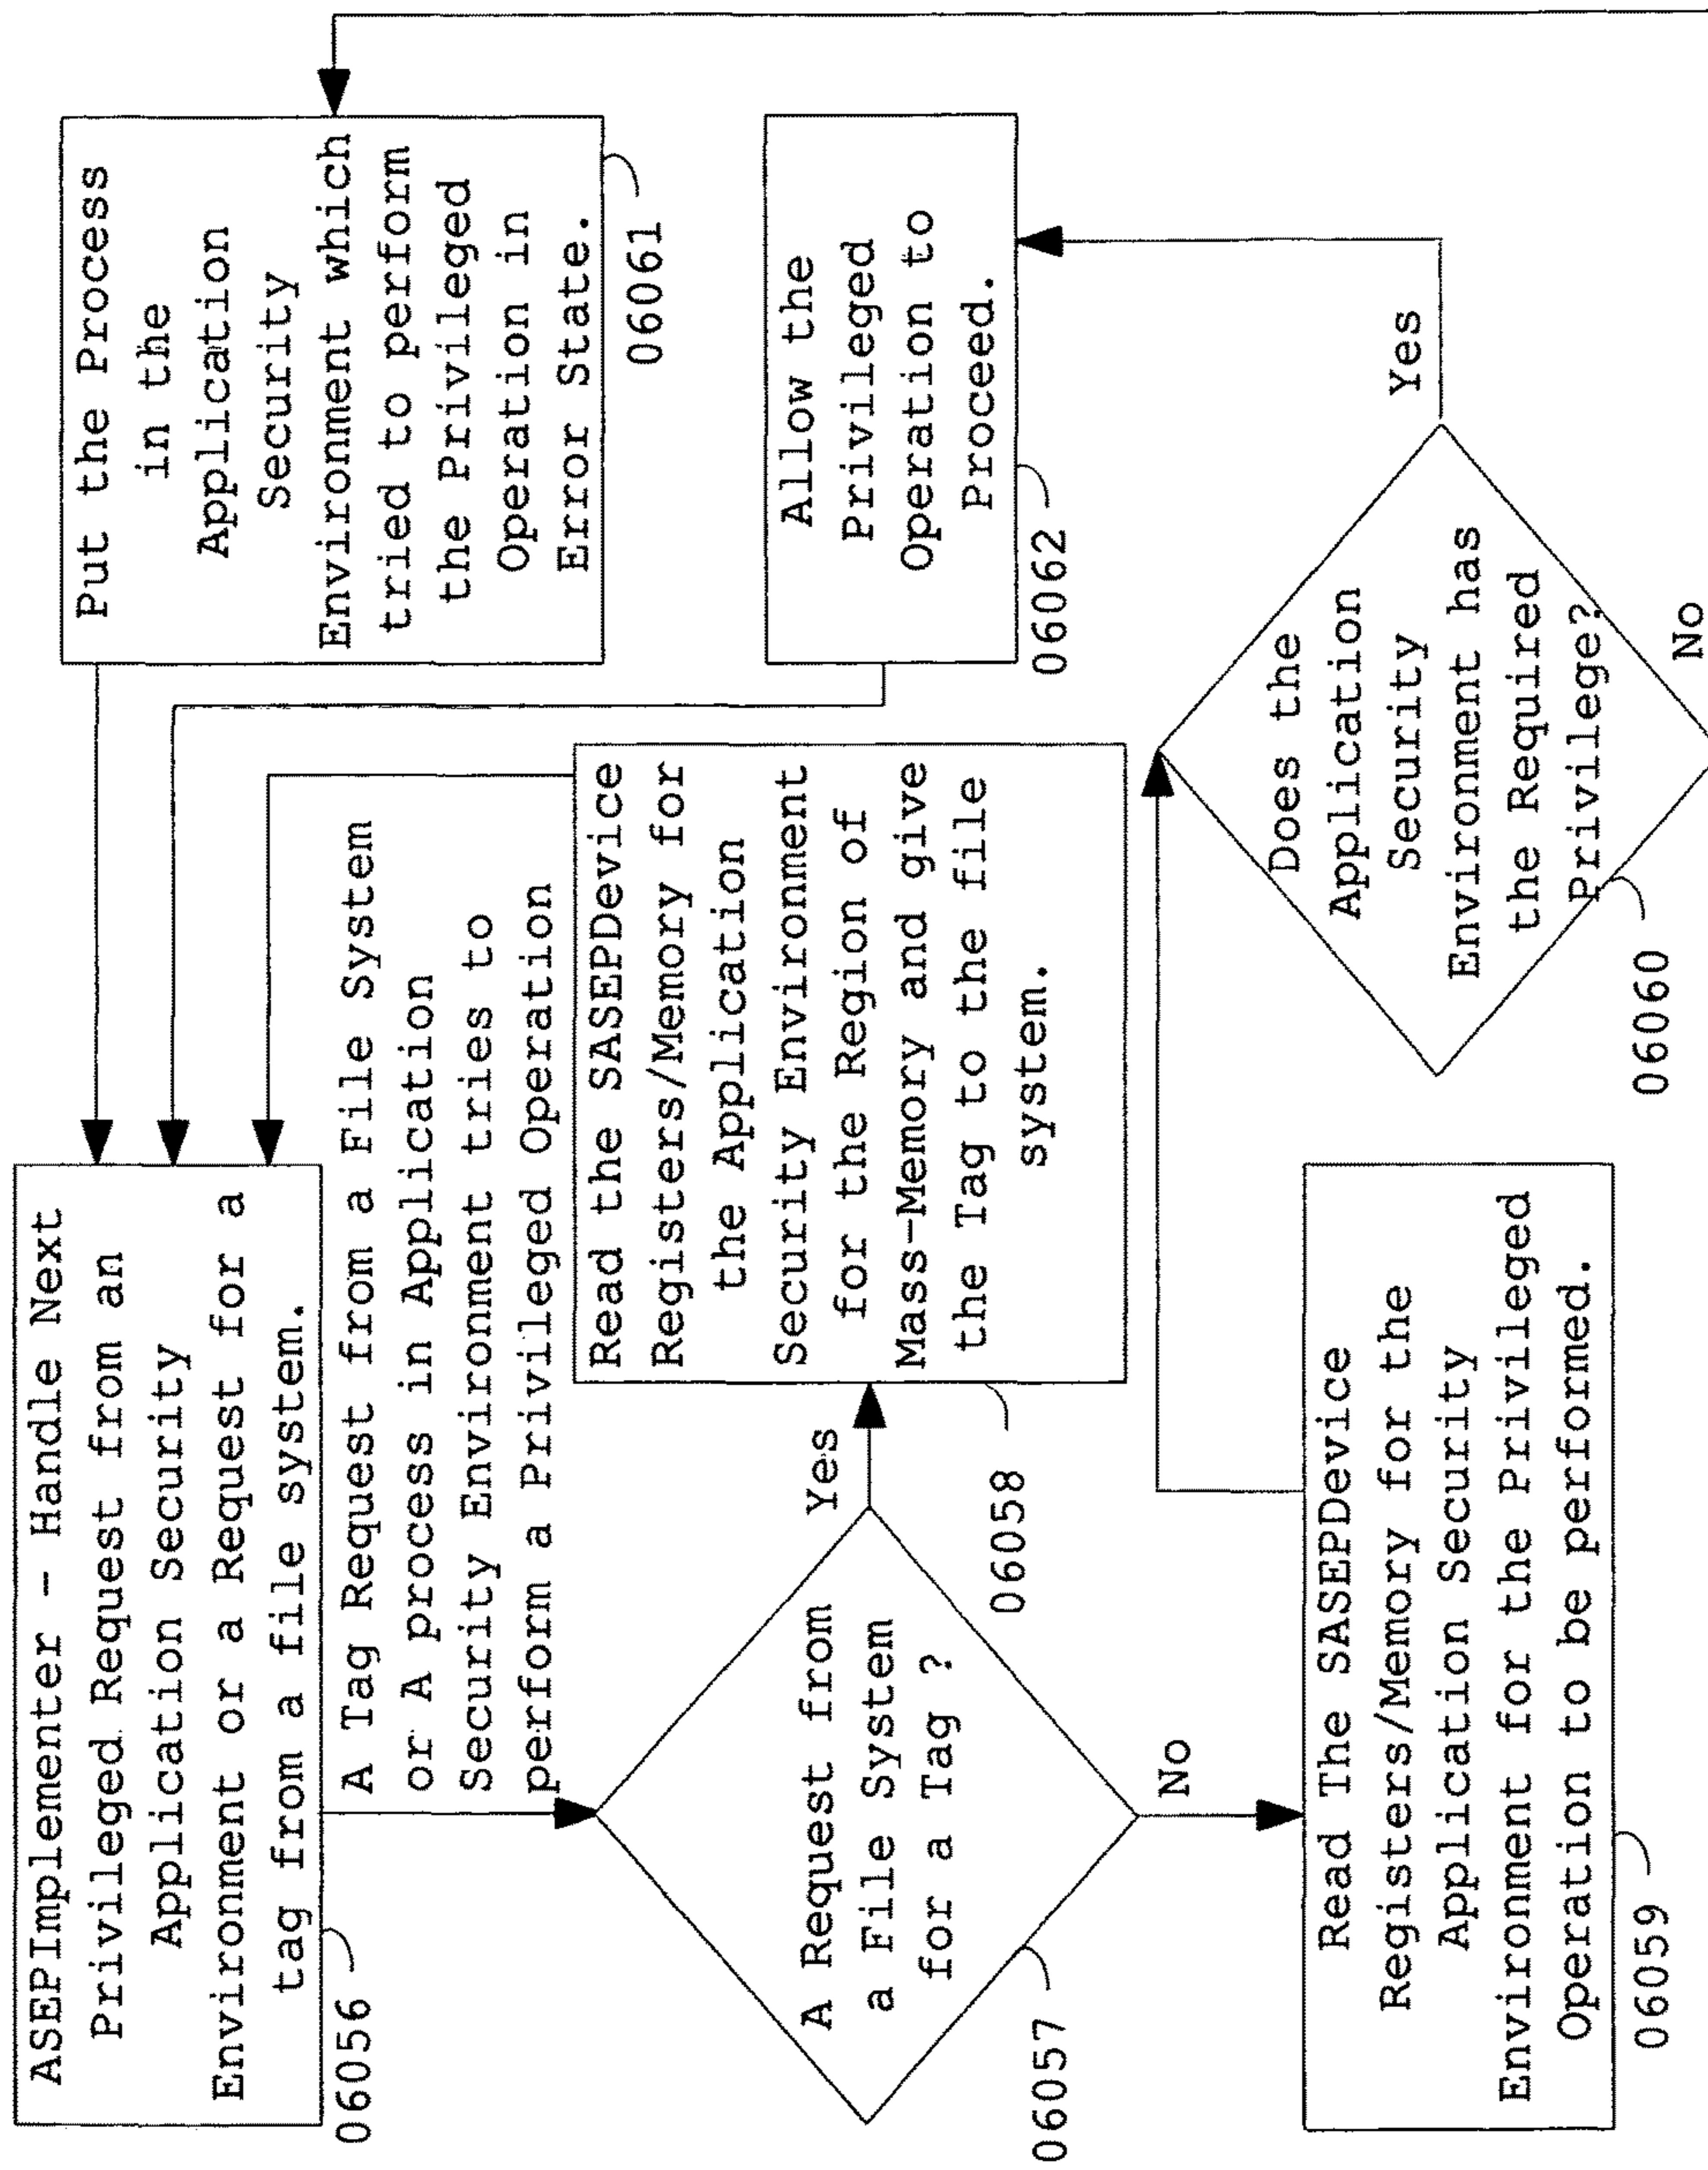 ASEPImplementer - Handle Next
Privileged Request from an
Application Security
Environment or a Request for a
tag from a file system.
06056
A Tag Request from a File System
or A process in Application
Security Environment tries to
perform a Privileged Operation
A Request from
a File System
for a Tag ?
06057
Yes
No
Read the SASEPDevice
Registers/Memory for
the Application
Security Environment
for the Region of
Mass-Memory and give
the Tag to the file
system.
06058
Read The SASEPDevice
Registers/Memory for the
Application Security
Environment for the Privileged
Operation to be performed.
06059
Does the
Application
Security
Environment has
the Required
Privilege?
06060
Yes
No
Put the Process
in the
Application
Security
Environment which
tried to perform
the Privileged
Operation in
Error State.
06061
Allow the
Privileged
Operation to
Proceed.
06062